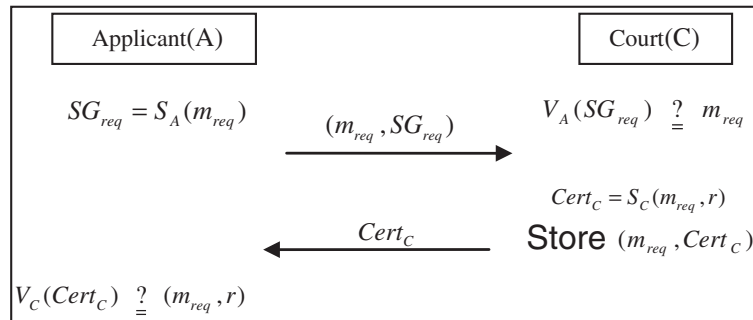 Applicant(A)
Court(C)
SG_req = S_A(m_req)
(m_req, SG_req)
V_A(SG_req) ?= m_req
Cert_C = S_C(m_req, r)
Cert_C
Store (m_req, Cert_C)
V_C(Cert_C) ?= (m_req, r)